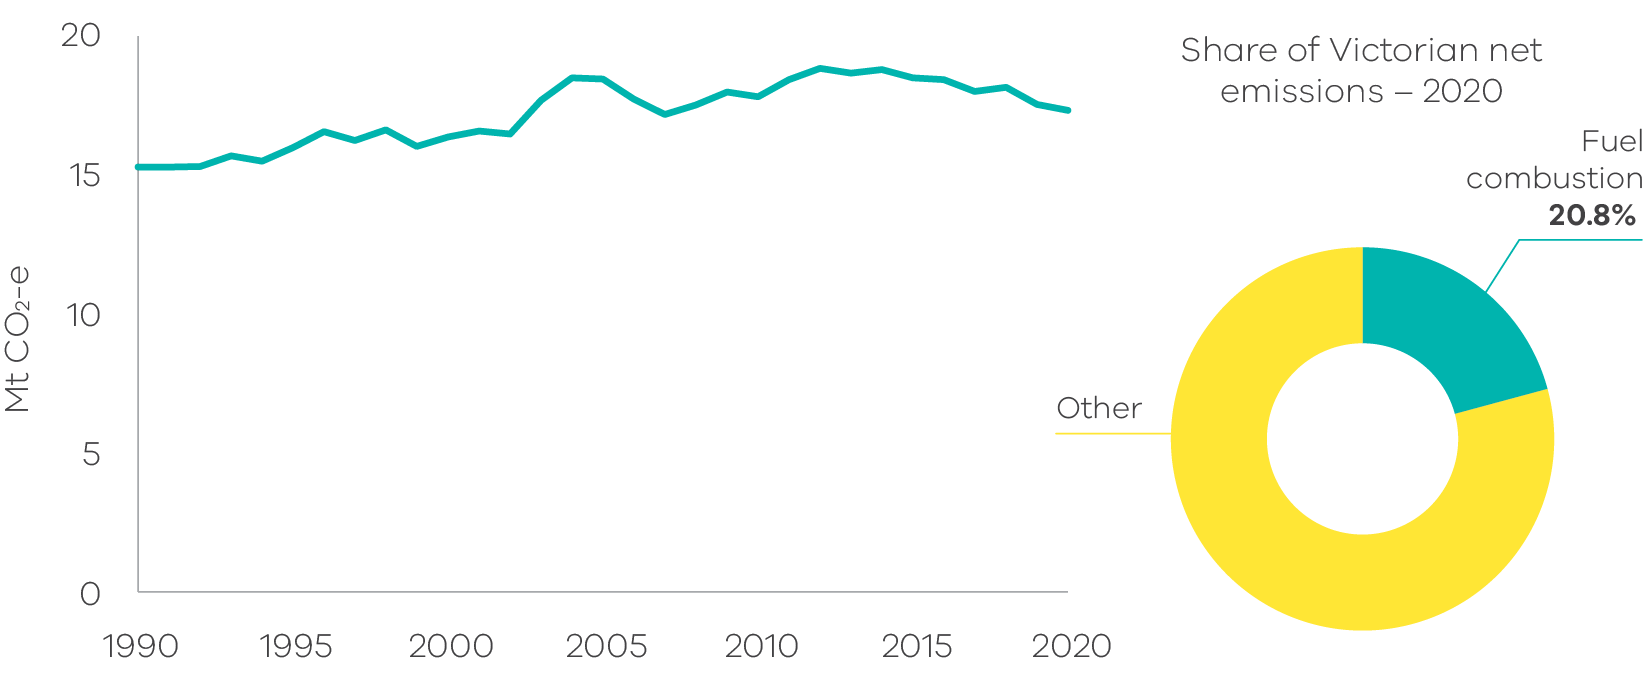 20
15
10
5
0
Mt CO₂-e
1990 1995 2000 2005 2010 2015 2020
Share of Victorian net
emissions – 2020
Fuel
combustion
20.8%
Other